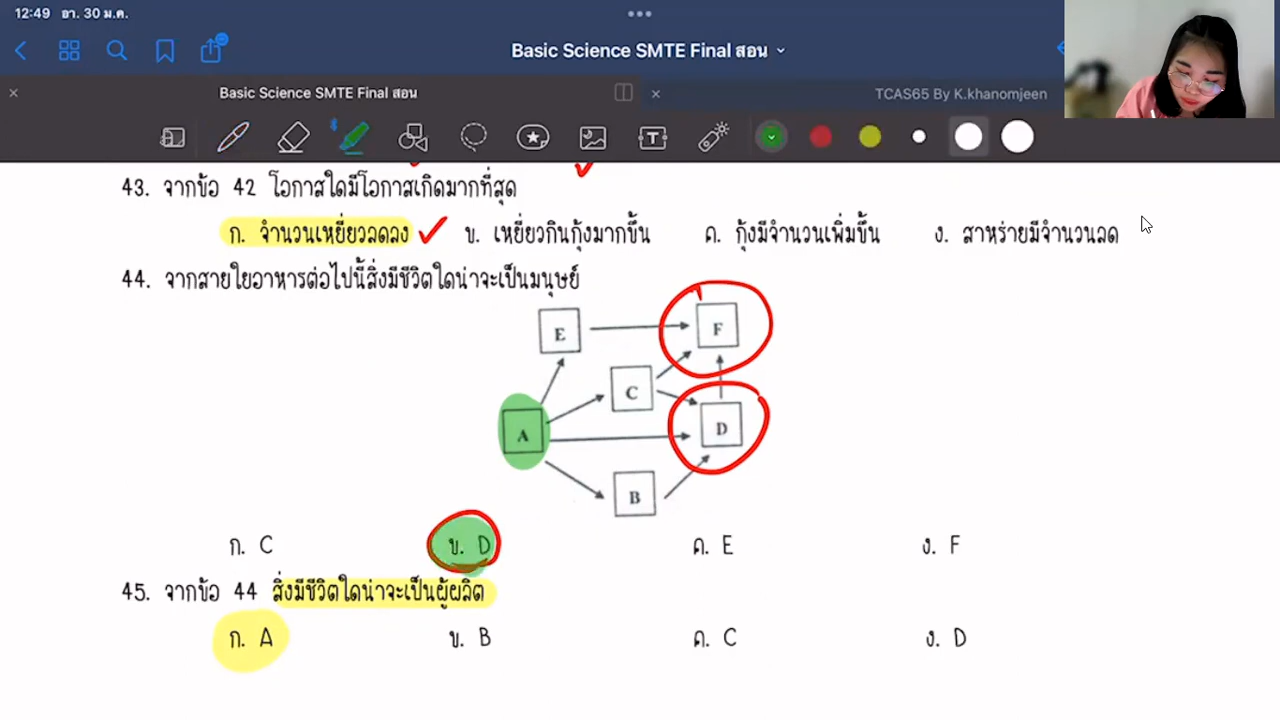 12:49 อา. 30 ม.ค.
Basic Science SMTE Final สอน
Basic Science SMTE Final สอน
TCAS65 By K.khanomjeen
43. จากข้อ 42 โอกาสใดมีโอกาสเกิดมากที่สุด
ก. จำนวนเหยี่ยวลดลง ข. เหยี่ยวกินกุ้งมากขึ้น ค. กุ้งมีจำนวนเพิ่มขึ้น ง. สาหร่ายมีจำนวนลด
44. จากสายใยอาหารต่อไปนี้สิ่งมีชีวิตใดน่าจะเป็นมนุษย์
E F
C
A D
B
ก. C ข. D ค. E ง. F
45. จากข้อ 44 สิ่งมีชีวิตใดน่าจะเป็นผู้ผลิต
ก. A ข. B ค. C ง. D